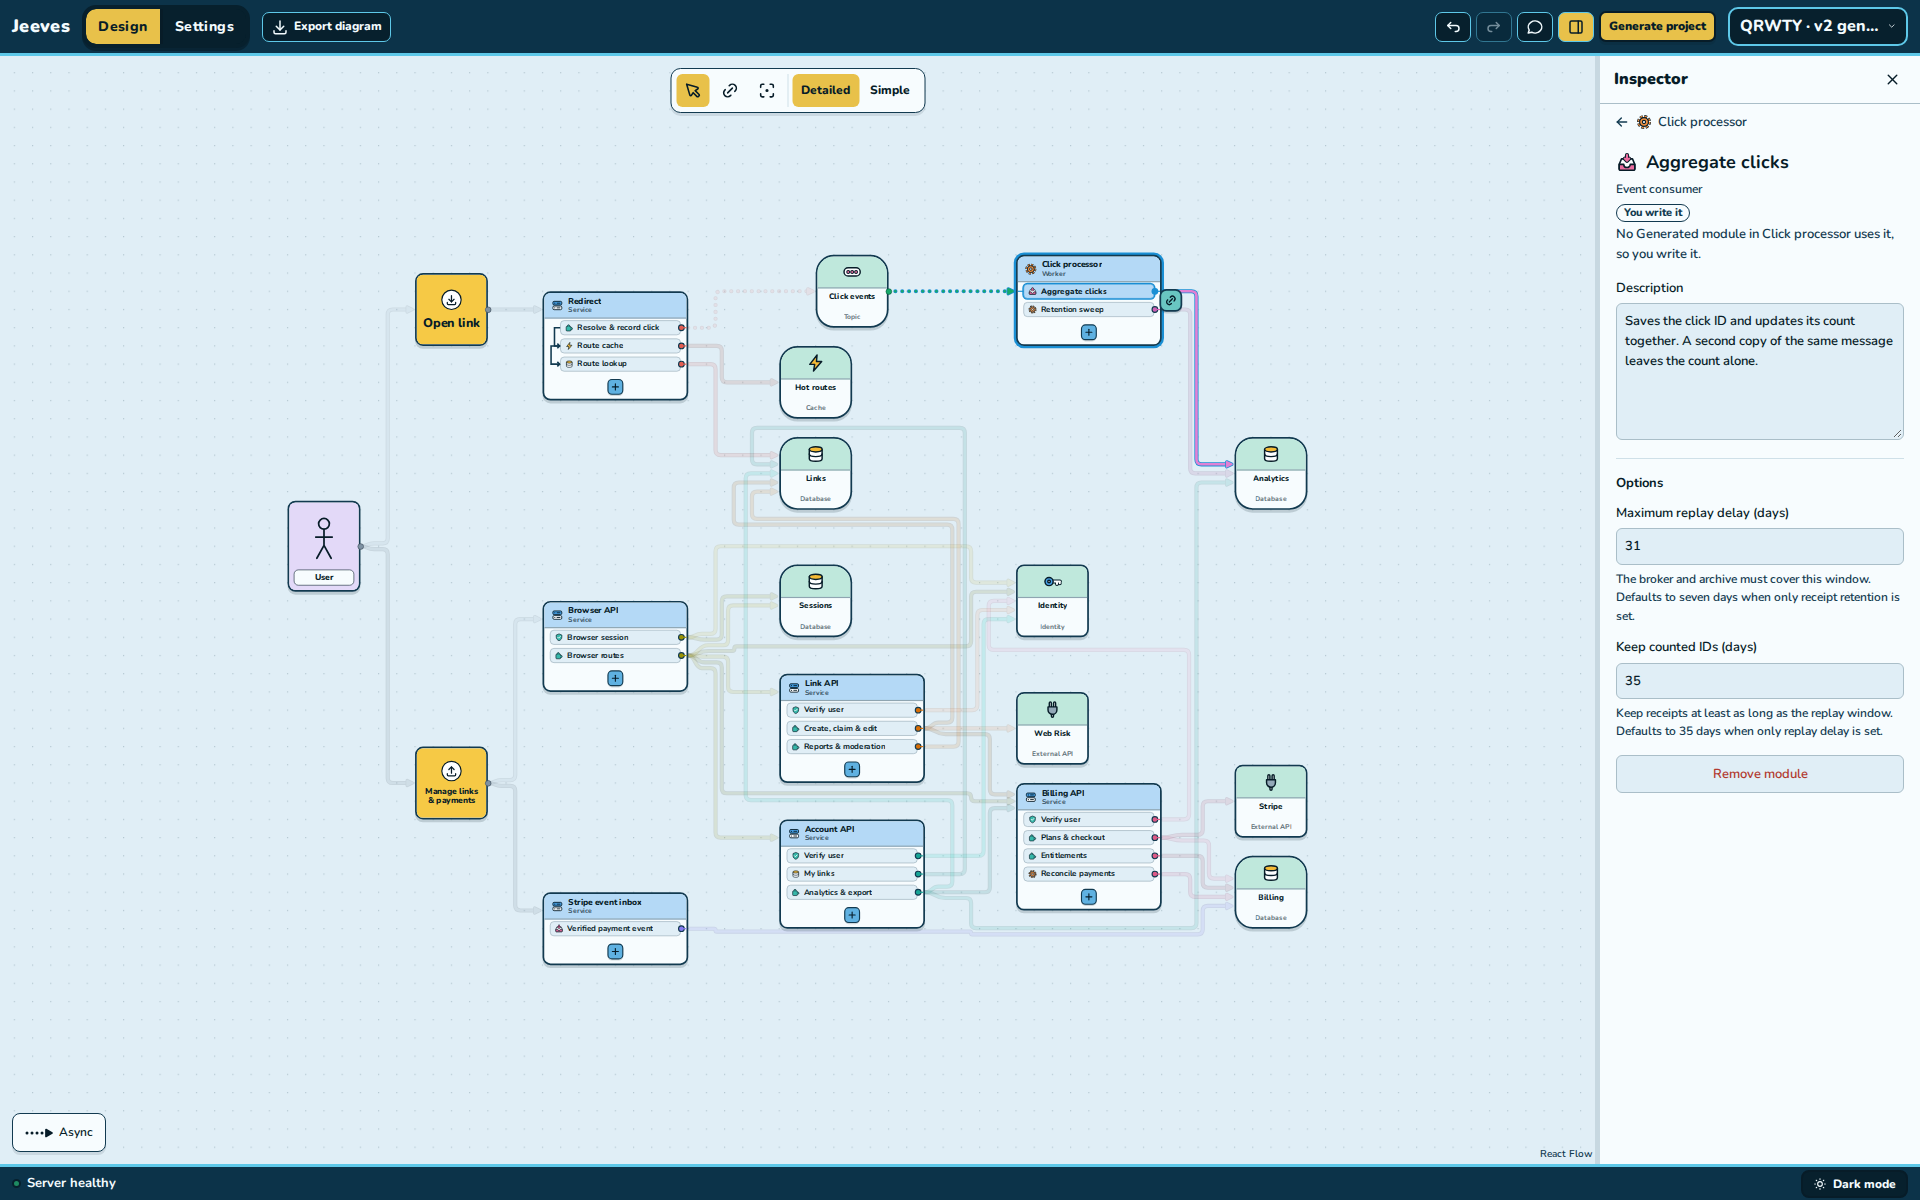 Jeeves
Design
Settings
Export diagram
Generate project
QRWTY · v2 gen...
Detailed
Simple
Inspector
Click processor
Aggregate clicks
Event consumer
You write it
No Generated module in Click processor uses it,
so you write it.
Description
Saves the click ID and updates its count
together. A second copy of the same message
leaves the count alone.
Options
Maximum replay delay (days)
31
The broker and archive must cover this window.
Defaults to seven days when only receipt retention is
set.
Keep counted IDs (days)
35
Keep receipts at least as long as the replay window.
Defaults to 35 days when only replay delay is set.
Remove module
Open link
Redirect
Service
Resolve & record click
Route cache
Route lookup
Click events
Topic
Click processor
Worker
Aggregate clicks
Retention sweep
Hot routes
Cache
Links
Database
Analytics
Database
User
Browser API
Service
Browser session
Browser routes
Sessions
Database
Identity
Identity
Link API
Service
Verify user
Create, claim & edit
Reports & moderation
Web Risk
External API
Manage links
& payments
Billing API
Service
Verify user
Plans & checkout
Entitlements
Reconcile payments
Stripe
External API
Account API
Service
Verify user
My links
Analytics & export
Billing
Database
Stripe event inbox
Service
Verified payment event
Async
React Flow
Server healthy
Dark mode